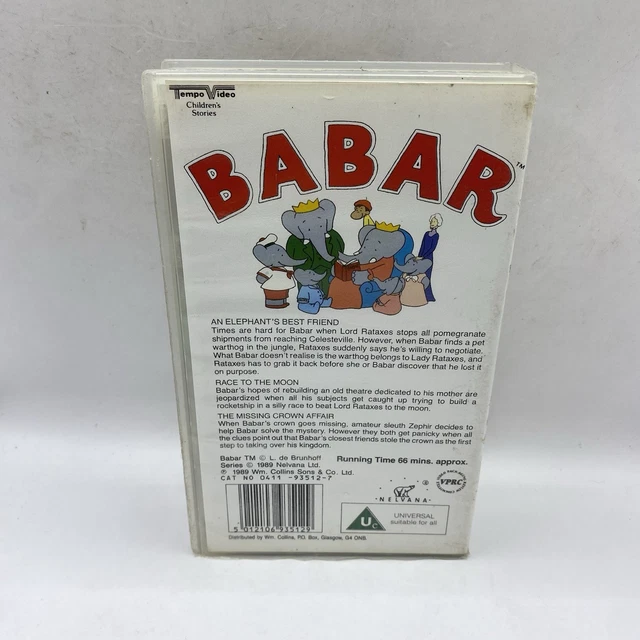 Tempo Video
Children's
Stories
BABAR™
AN ELEPHANT'S BEST FRIEND
Times are hard for Babar when Lord Rataxes stops all pomegranate
shipments from reaching Celesteville. However, when Babar finds a pet
warthog in the jungle, Rataxes suddenly says he's willing to negotiate.
What Babar doesn't realise is the warthog belongs to Lady Rataxes, and
Rataxes has to grab it back before she or Babar discover that he lost it
on purpose.
RACE TO THE MOON
Babar's hopes of rebuilding an old theatre dedicated to his mother are
jeopardized when all his subjects get caught up trying to build a
rocketship in a silly race to beat Lord Rataxes to the moon.
THE MISSING CROWN AFFAIR
When Babar's crown goes missing, amateur sleuth Zephir decides to
help Babar solve the mystery. However they both get panicky when all
the clues point out that Babar's closest friends stole the crown as the first
step to taking over his kingdom.
Babar TM © L. de Brunhoff
Series © 1989 Nelvana Ltd.
℗ 1989 Wm. Collins Sons & Co. Ltd.
CAT NO 0411 -93512-7
Running Time 66 mins. approx.
VPRC
NELVANA
5 012106 935129
Uc
UNIVERSAL
suitable for all
Distributed by Wm. Collins, P.O. Box, Glasgow, G4 0NB.